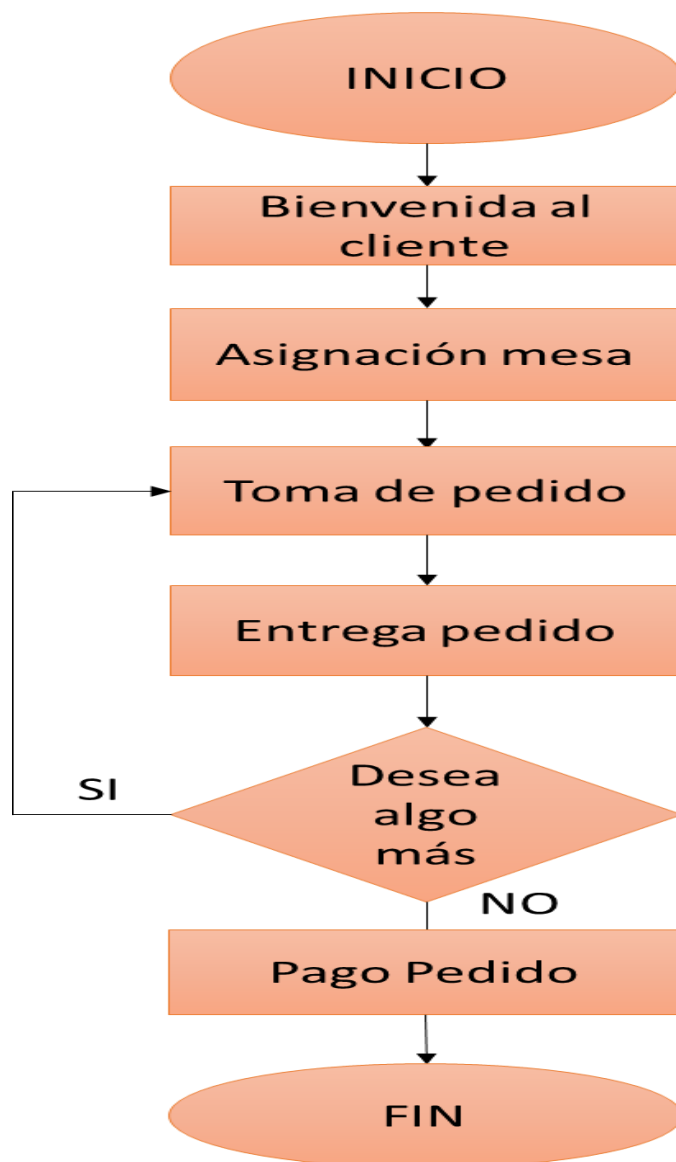 INICIO
Bienvenida al
cliente
Asignación mesa
Toma de pedido
Entrega pedido
Desea
algo
más
SI
NO
Pago Pedido
FIN